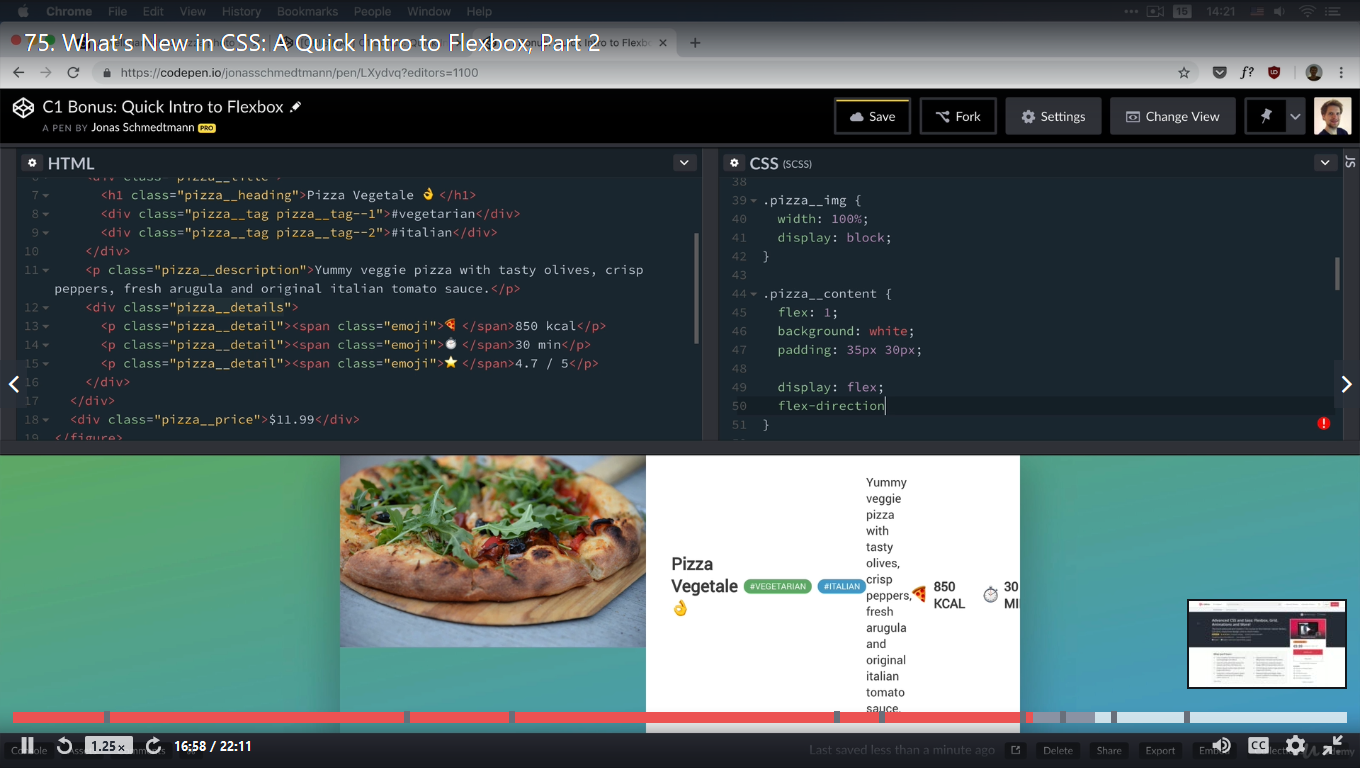 Chrome File Edit View History Bookmarks People Window Help
15 14:21
75. What's New in CSS: A Quick Intro to Flexbox, Part 2
https://codepen.io/jonasschmedtmann/pen/LXydvq?editors=1100
f?
C1 Bonus: Quick Intro to Flexbox
A PEN BY Jonas Schmedtmann PRO
Save
Fork
Settings
Change View
HTML
7 <h1 class="pizza__heading">Pizza Vegetale 👌</h1>
8 <div class="pizza__tag pizza__tag--1">#vegetarian</div>
9 <div class="pizza__tag pizza__tag--2">#italian</div>
10 </div>
11 <p class="pizza__description">Yummy veggie pizza with tasty olives, crisp
peppers, fresh arugula and original italian tomato sauce.</p>
12 <div class="pizza__details">
13 <p class="pizza__detail"><span class="emoji">🍕</span>850 kcal</p>
14 <p class="pizza__detail"><span class="emoji">⏱</span>30 min</p>
15 <p class="pizza__detail"><span class="emoji">⭐</span>4.7 / 5</p>
16 </div>
17 </div>
18 <div class="pizza__price">$11.99</div>
19 </figure>
CSS (SCSS)
JS
38
39 .pizza__img {
40 width: 100%;
41 display: block;
42 }
43
44 .pizza__content {
45 flex: 1;
46 background: white;
47 padding: 35px 30px;
48
49 display: flex;
50 flex-direction
51 }
Pizza
Vegetale
👌
#VEGETARIAN
#ITALIAN
Yummy
veggie
pizza
with
tasty
olives,
crisp
peppers,
fresh
arugula
and
original
italian
tomato
sauce.
850
KCAL
30
MI
1.25x
16:58 / 22:11
Console
Last saved less than a minute ago
Delete
Share
Export
CC